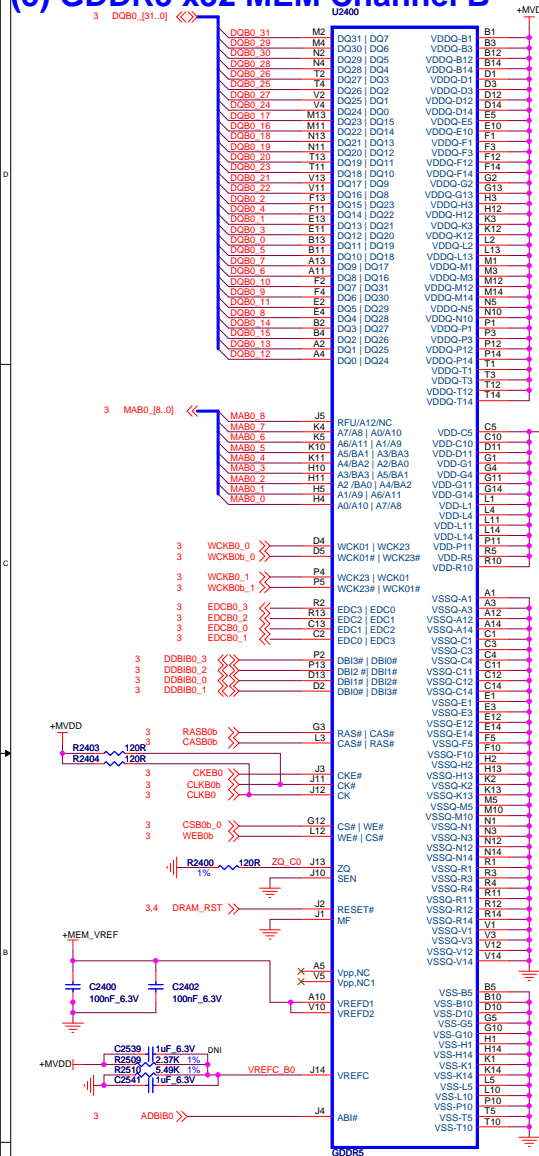 (6) GDDR5 x32 MEM Channel B
3 DQB0_[31..0]
U2400
+MVD
DQB0_31 M2 DQ31 | DQ7 VDDQ-B1 B1
DQB0_29 M4 DQ30 | DQ6 VDDQ-B3 B3
DQB0_30 N2 DQ29 | DQ5 VDDQ-B12 B12
DQB0_28 N4 DQ28 | DQ4 VDDQ-B14 B14
DQB0_26 T2 DQ27 | DQ3 VDDQ-D1 D1
DQB0_25 T4 DQ26 | DQ2 VDDQ-D3 D3
DQB0_27 V2 DQ25 | DQ1 VDDQ-D12 D12
DQB0_24 V4 DQ24 | DQ0 VDDQ-D14 D14
DQB0_17 M13 DQ23 | DQ15 VDDQ-E5 E5
DQB0_16 M11 DQ22 | DQ14 VDDQ-E10 E10
DQB0_18 N13 DQ21 | DQ13 VDDQ-F1 F1
DQB0_19 N11 DQ20 | DQ12 VDDQ-F3 F3
DQB0_20 T13 DQ19 | DQ11 VDDQ-F12 F12
DQB0_23 T11 DQ18 | DQ10 VDDQ-F14 F14
DQB0_21 V13 DQ17 | DQ9 VDDQ-G2 G2
DQB0_22 V11 DQ16 | DQ8 VDDQ-G13 G13
DQB0_2 F13 DQ15 | DQ23 VDDQ-H3 H3
DQB0_4 F11 DQ14 | DQ22 VDDQ-H12 H12
DQB0_1 E13 DQ13 | DQ21 VDDQ-K3 K3
DQB0_3 E11 DQ12 | DQ20 VDDQ-K12 K12
DQB0_0 B13 DQ11 | DQ19 VDDQ-L2 L2
DQB0_5 B11 DQ10 | DQ18 VDDQ-L13 L13
DQB0_7 A13 DQ9 | DQ17 VDDQ-M1 M1
DQB0_6 A11 DQ8 | DQ16 VDDQ-M3 M3
DQB0_10 F2 DQ7 | DQ31 VDDQ-M12 M12
DQB0_9 F4 DQ6 | DQ30 VDDQ-M14 M14
DQB0_11 E2 DQ5 | DQ29 VDDQ-N5 N5
DQB0_8 E4 DQ4 | DQ28 VDDQ-N10 N10
DQB0_14 B2 DQ3 | DQ27 VDDQ-P1 P1
DQB0_15 B4 DQ2 | DQ26 VDDQ-P3 P3
DQB0_13 A2 DQ1 | DQ25 VDDQ-P12 P12
DQB0_12 A4 DQ0 | DQ24 VDDQ-P14 P14
VDDQ-T1 T1
VDDQ-T3 T3
VDDQ-T12 T12
VDDQ-T14 T14
D
3 MAB0_[8..0]
MAB0_8 J5 RFU/A12/NC
MAB0_7 K4 A7/A8 | A0/A10
MAB0_6 K5 A6/A11 | A1/A9
MAB0_5 K10 A5/BA1 | A3/BA3
MAB0_4 K11 A4/BA2 | A2/BA0
MAB0_3 H10 A3/BA3 | A5/BA1
MAB0_2 H11 A2 /BA0 | A4/BA2
MAB0_1 H5 A1/A9 | A6/A11
MAB0_0 H4 A0/A10 | A7/A8
VDD-C5 C5
VDD-C10 C10
VDD-D11 D11
VDD-G1 G1
VDD-G4 G4
VDD-G11 G11
VDD-G14 G14
VDD-L1 L1
VDD-L4 L4
VDD-L11 L11
VDD-L14 L14
VDD-P11 P11
VDD-R5 R5
VDD-R10 R10
C
3 WCKB0_0 D4 WCK01 | WCK23
3 WCKB0b_0 D5 WCK01# | WCK23#
3 WCKB0_1 P4 WCK23 | WCK01
3 WCKB0b_1 P5 WCK23# | WCK01#
3 EDCB0_3 R2 EDC3 | EDC0
3 EDCB0_2 R13 EDC2 | EDC1
3 EDCB0_0 C13 EDC1 | EDC2
3 EDCB0_1 C2 EDC0 | EDC3
3 DDBIB0_3 P2 DBI3# | DBI0#
3 DDBIB0_2 P13 DBI2 # | DBI1#
3 DDBIB0_0 D13 DBI1# | DBI2#
3 DDBIB0_1 D2 DBI0# | DBI3#
VSSQ-A1 A1
VSSQ-A3 A3
VSSQ-A12 A12
VSSQ-A14 A14
VSSQ-C1 C1
VSSQ-C3 C3
VSSQ-C4 C4
VSSQ-C11 C11
VSSQ-C12 C12
VSSQ-C14 C14
VSSQ-E1 E1
VSSQ-E3 E3
VSSQ-E12 E12
VSSQ-E14 E14
VSSQ-F5 F5
VSSQ-F10 F10
VSSQ-H2 H2
VSSQ-H13 H13
VSSQ-K2 K2
VSSQ-K13 K13
VSSQ-M5 M5
VSSQ-M10 M10
VSSQ-N1 N1
VSSQ-N3 N3
VSSQ-N12 N12
VSSQ-N14 N14
VSSQ-R1 R1
VSSQ-R3 R3
VSSQ-R4 R4
VSSQ-R11 R11
VSSQ-R12 R12
VSSQ-R14 R14
VSSQ-V1 V1
VSSQ-V3 V3
VSSQ-V12 V12
VSSQ-V14 V14
+MVDD
3 RASB0b G3 RAS# | CAS#
3 CASB0b L3 CAS# | RAS#
R2403 120R
R2404 120R
3 CKEB0 J3 CKE#
3 CLKB0b J11 CK#
3 CLKB0 J12 CK
3 CSB0b_0 G12 CS# | WE#
3 WEB0b L12 WE# | CS#
R2400 120R ZQ_C0 J13 ZQ
1% J10 SEN
3,4 DRAM_RST J2 RESET#
J1 MF
B
+MEM_VREF
C2400 100nF_6.3V
C2402 100nF_6.3V
A5 Vpp,NC
V5 Vpp,NC1
A10 VREFD1
V10 VREFD2
VSS-B5 B5
VSS-B10 B10
VSS-D10 D10
VSS-G5 G5
VSS-G10 G10
VSS-H1 H1
VSS-H14 H14
VSS-K1 K1
VSS-K14 K14
VSS-L5 L5
VSS-L10 L10
VSS-P10 P10
VSS-T5 T5
VSS-T10 T10
C2539 1uF_6.3V DNI
+MVDD R2509 2.37K 1%
R2510 5.49K 1% VREFC_B0 J14 VREFC
C2541 1uF_6.3V
3 ADBIB0 J4 ABI#
GDDR5